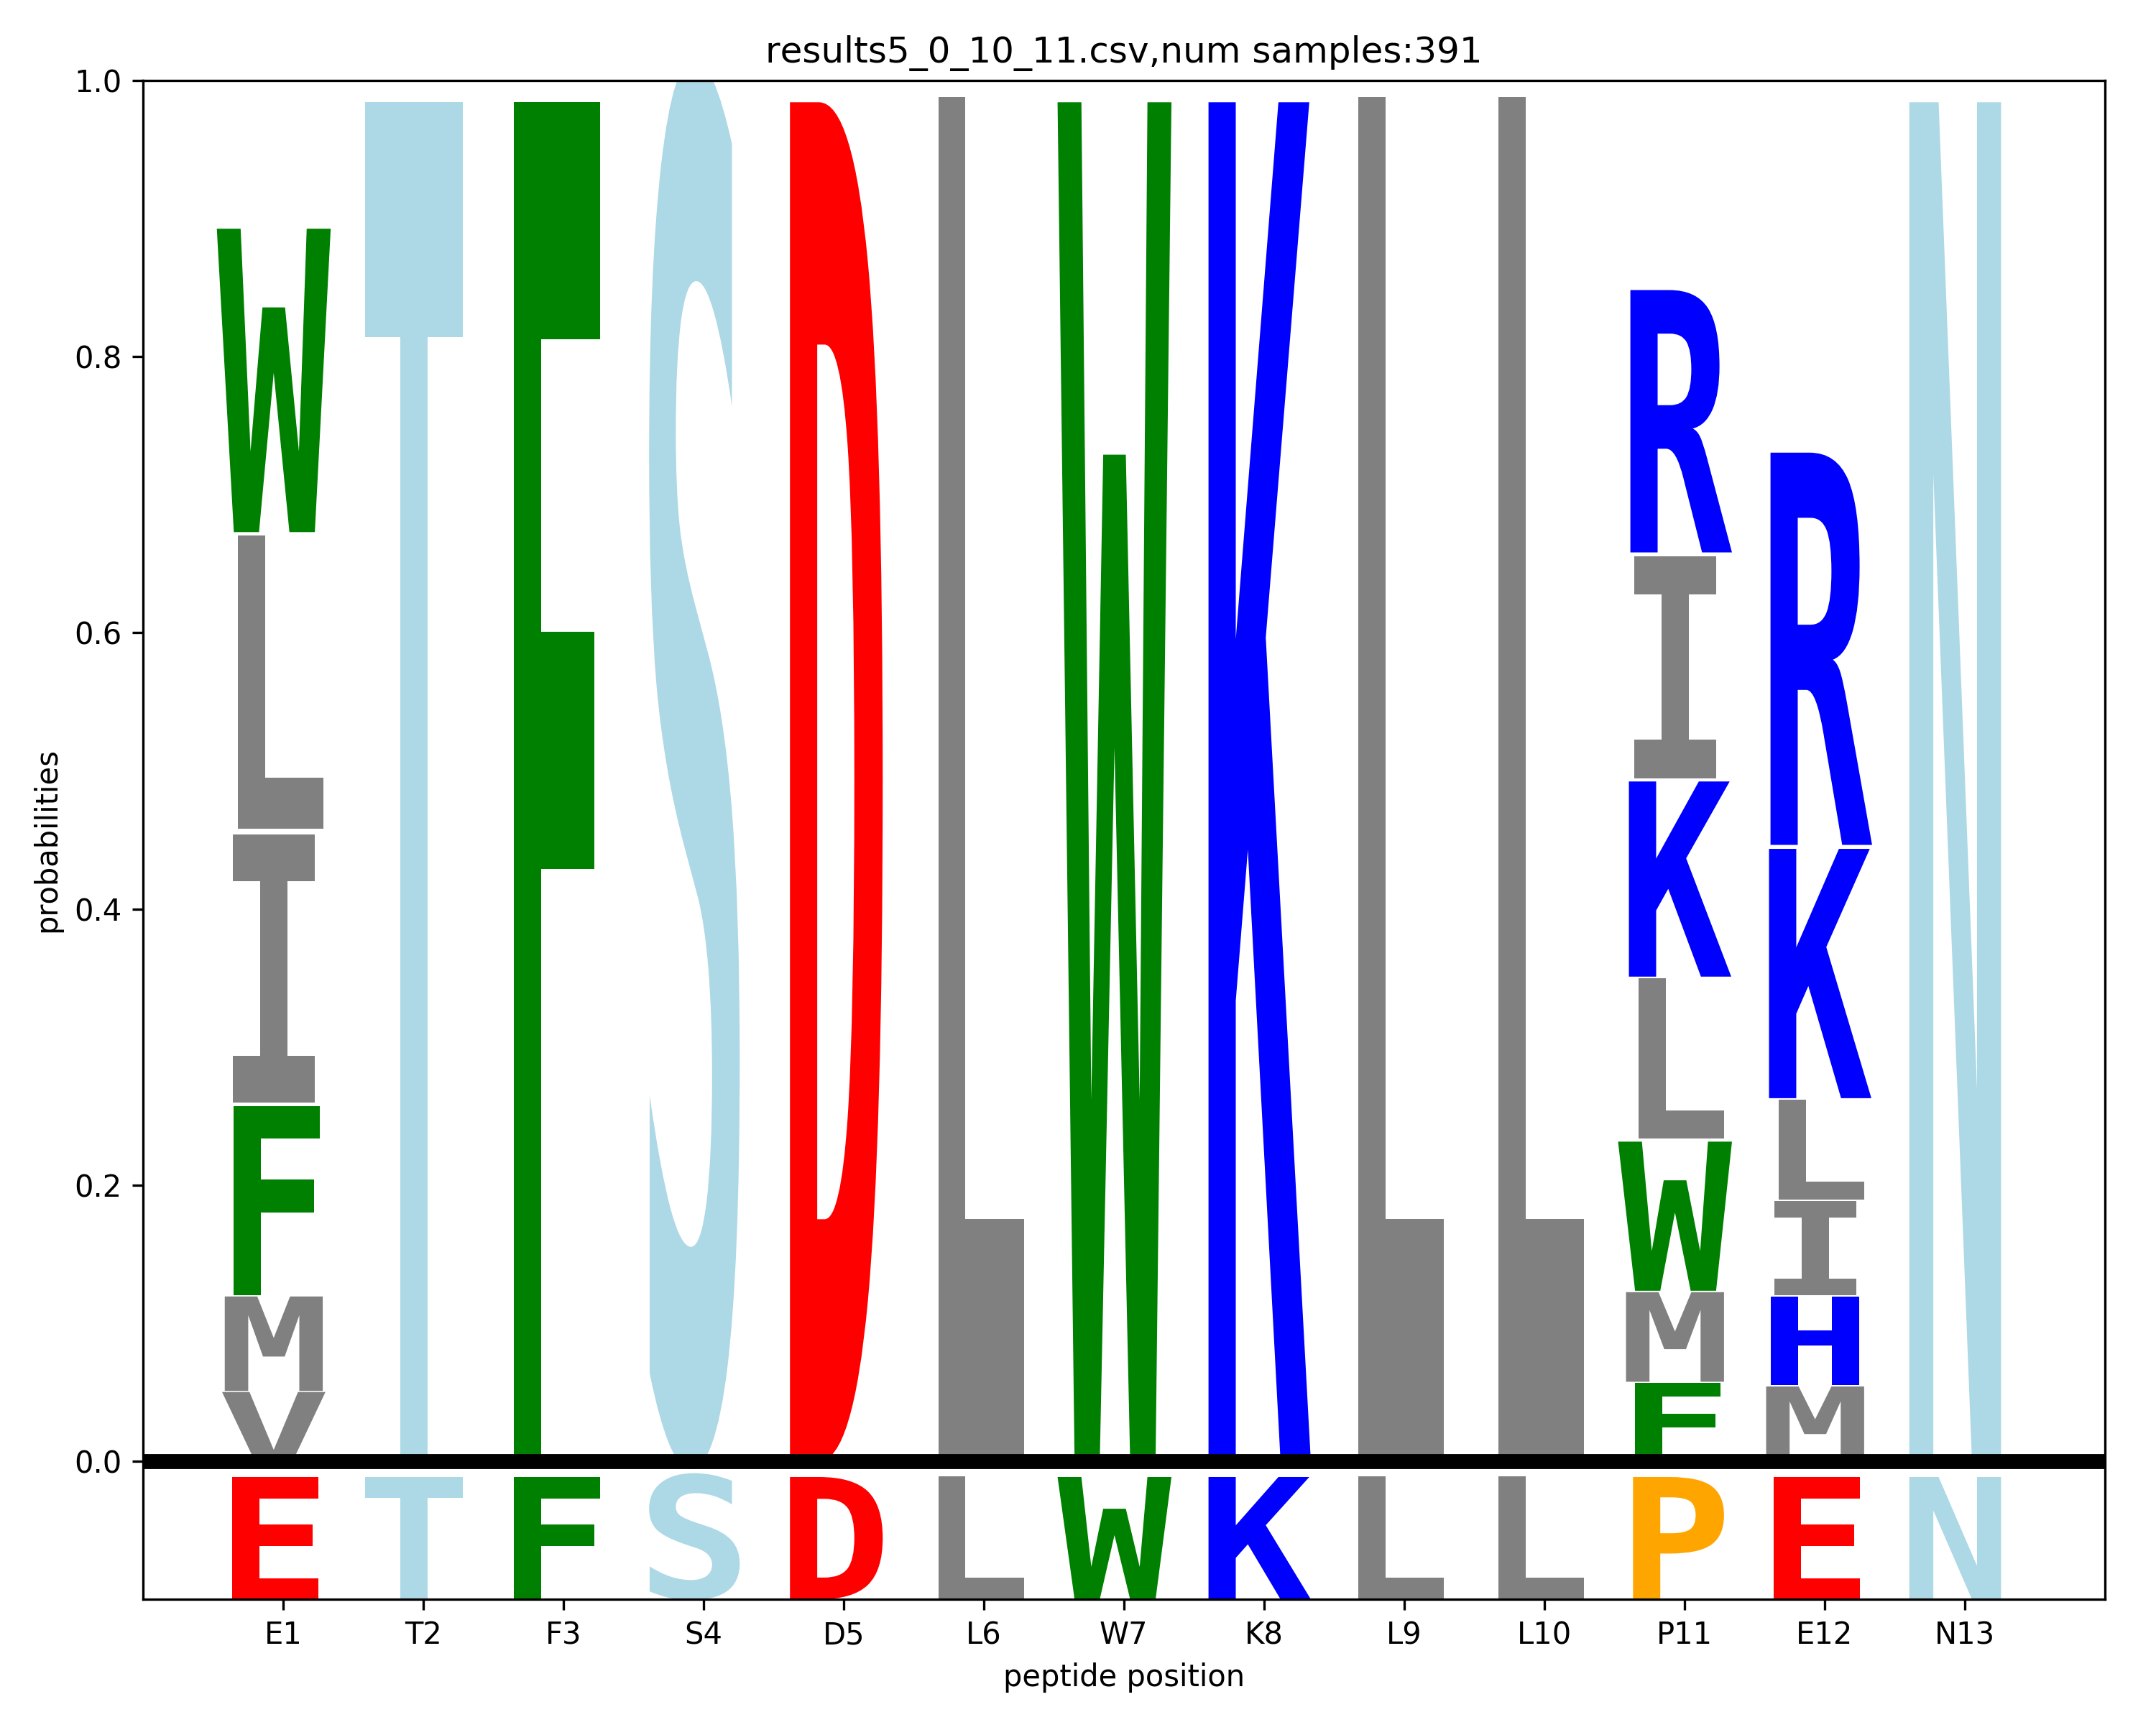 results5_0_10_11.csv,num samples:391
probabilities
1.0
0.8
0.6
0.4
0.2
0.0
W L I F M V
T
F
S
D
L
W
K
L
L
R I K L W M F
R K L I H M
N
E T F S D L W K L L P E N
E1 T2 F3 S4 D5 L6 W7 K8 L9 L10 P11 E12 N13
peptide position